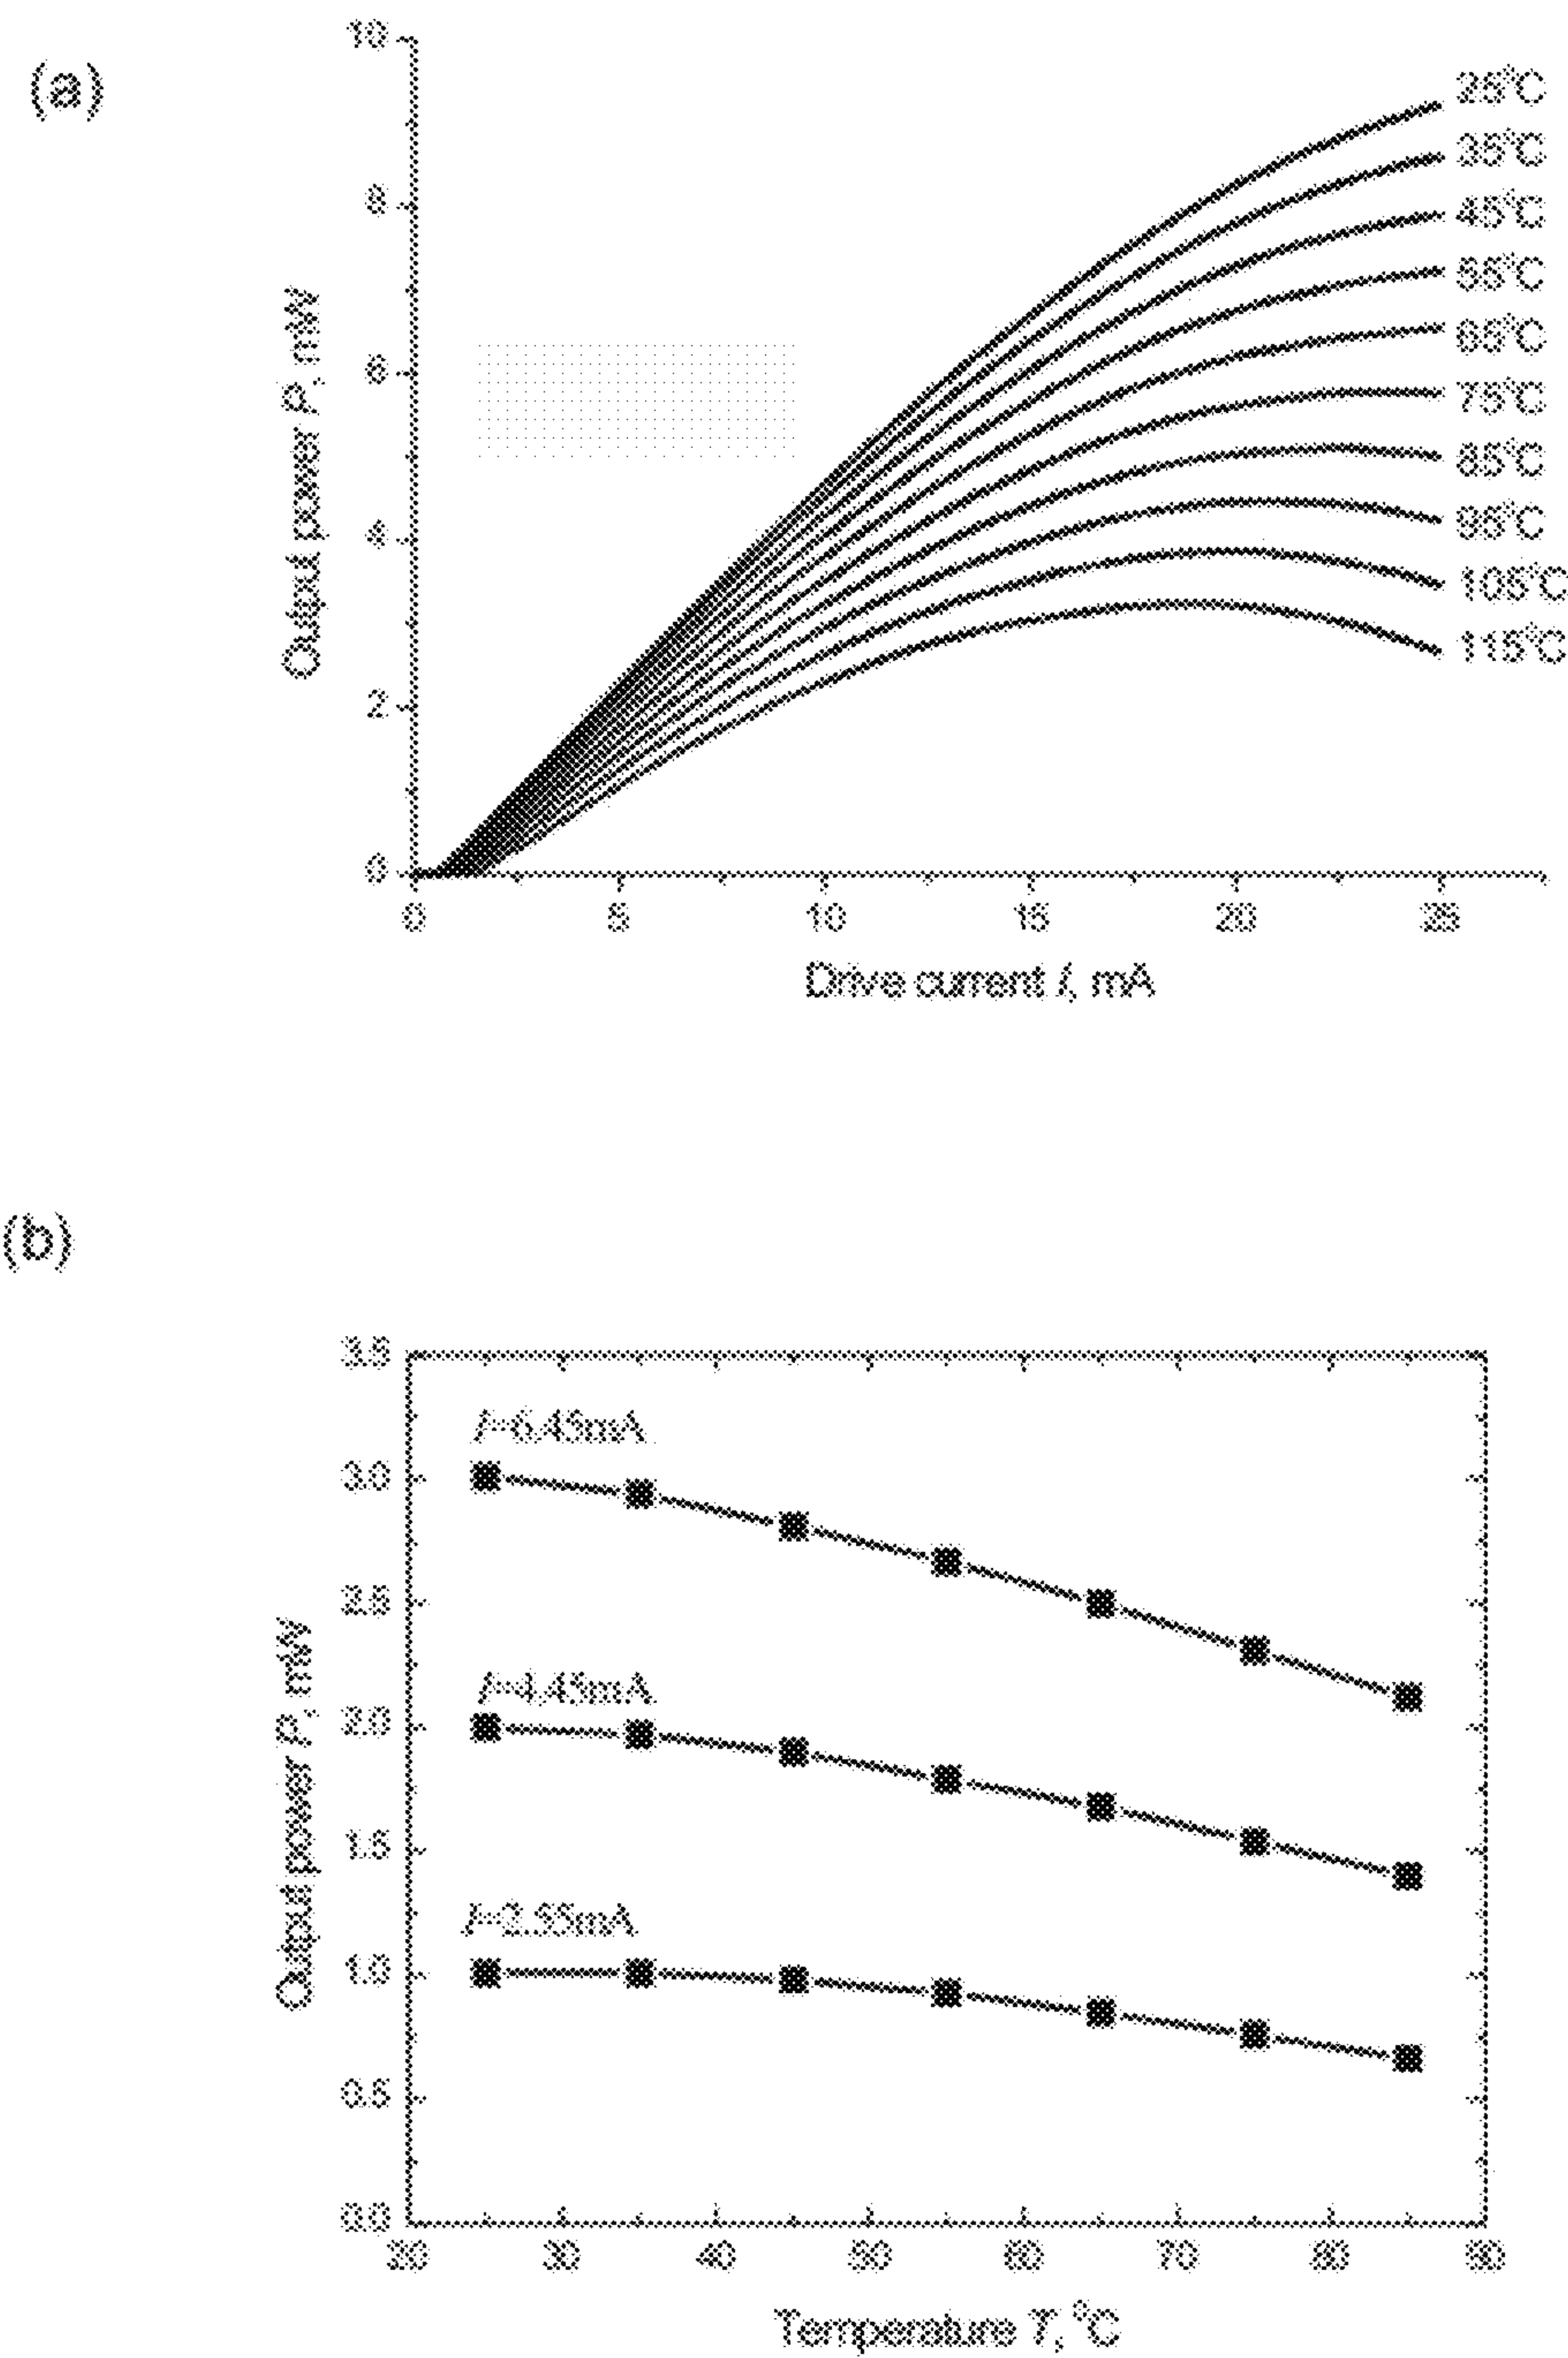 (a)
10
8
6
4
2
0
Output power P, mW
25°C
35°C
45°C
55°C
65°C
75°C
85°C
95°C
105°C
115°C
0 5 10 15 20 25
Drive current I, mA
(b)
3.5
3.0
2.5
2.0
1.5
1.0
0.5
0.0
Output power P, mW
I=6.45mA
I=4.45mA
I=2.55mA
20 30 40 50 60 70 80 90
Temperature T, °C